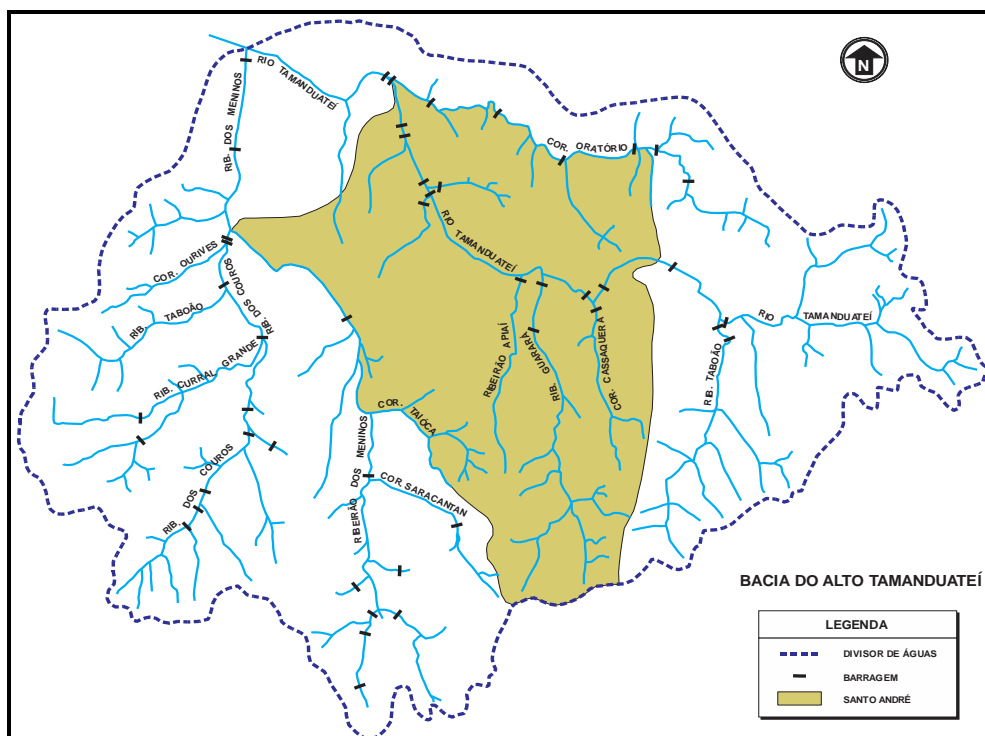 N
RIO TAMANDUATEÍ
RIB. DOS MENINOS
COR. ORATÓRIO
RIO TAMANDUATEÍ
COR. OURIVES
RIB. DOS COUROS
RIB. TABOÃO
RIB. CURRAL GRANDE
RIBEIRÃO APIAÍ
RIB. GUARARÁ
COR. CASSAQUERA
RIO TAMANDUATEÍ
RIB. TABOÃO
COR. TAIOCA
RIBEIRÃO DOS MENINOS
COR. SARACANTAN
RIB. DOS COUROS
BACIA DO ALTO TAMANDUATEÍ
LEGENDA
DIVISOR DE ÁGUAS
BARRAGEM
SANTO ANDRÉ